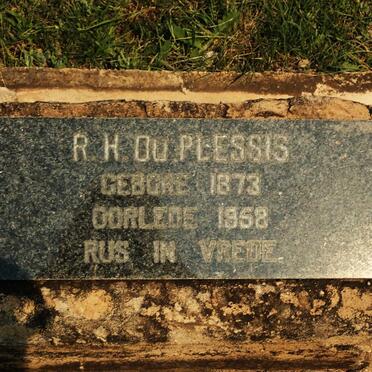 R. H. DU PLESSIS
GEBORE 1873
OORLEDE 1958
RUS IN VREDE.